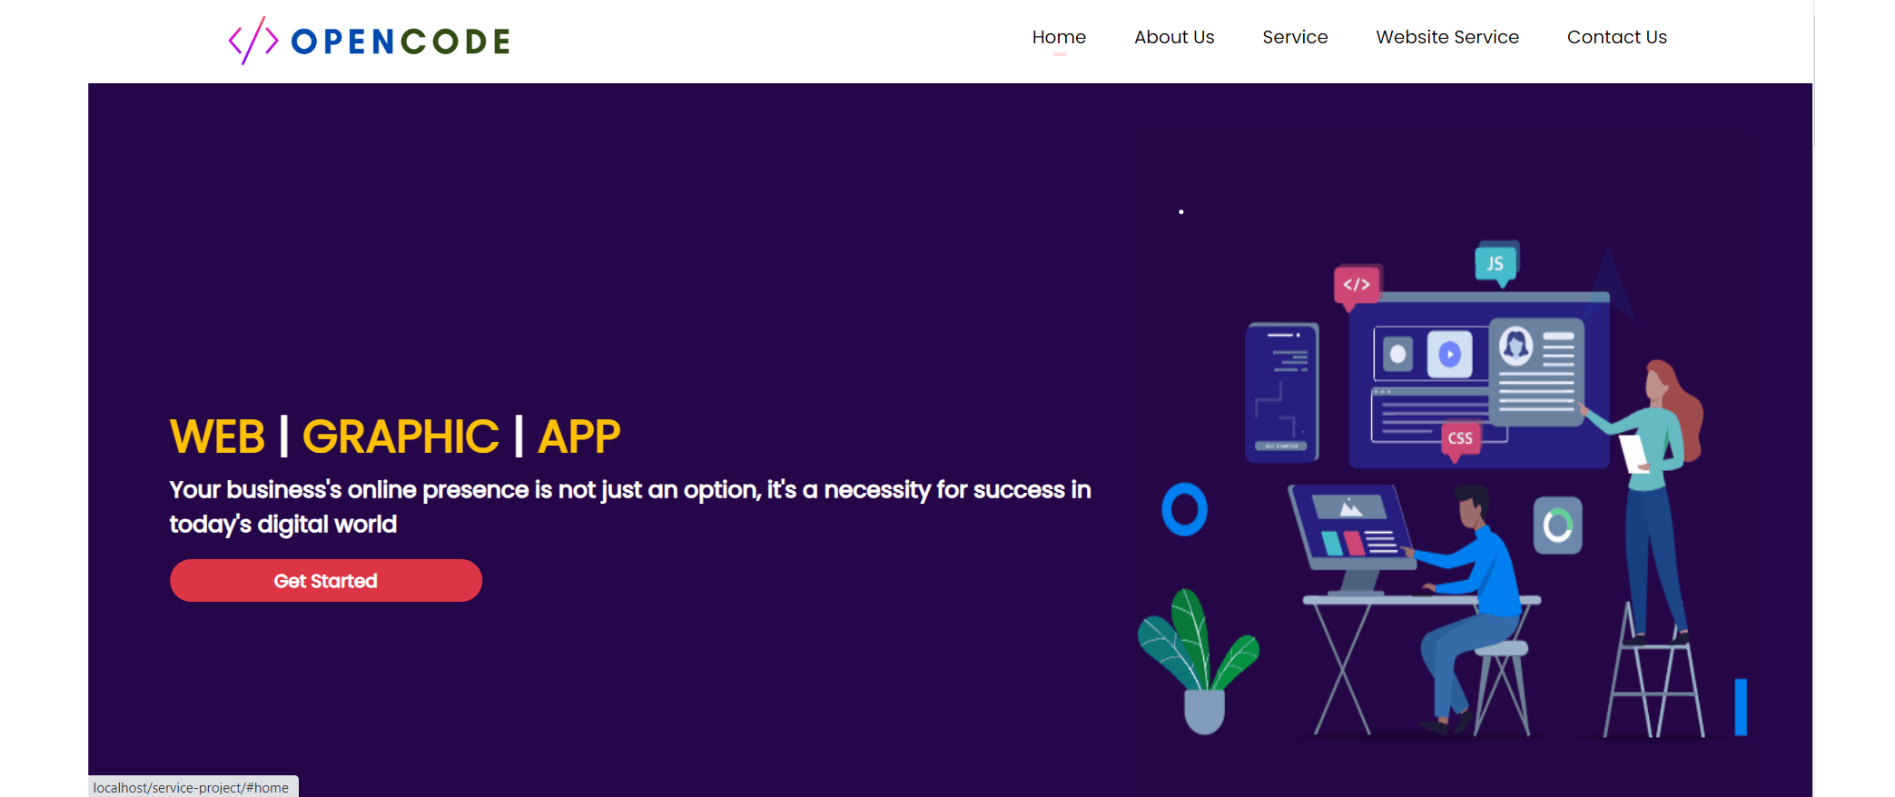 </> OPENCODE
Home About Us Service Website Service Contact Us
JS
</>
CSS
WEB | GRAPHIC | APP
Your business's online presence is not just an option, it's a necessity for success in
today's digital world
Get Started
localhost/service-project/#home